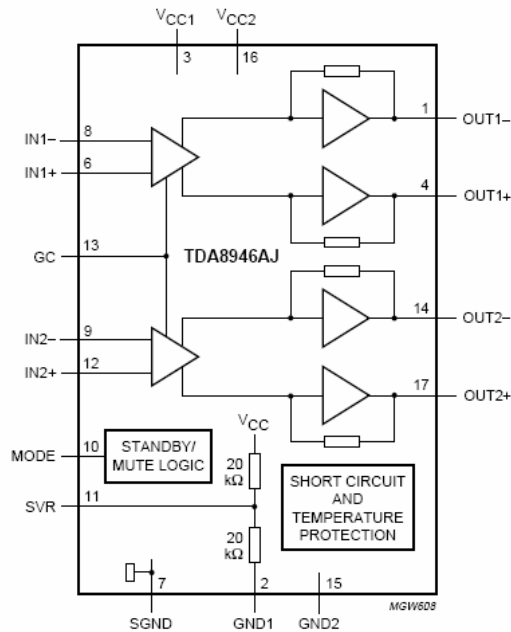 VCC1
VCC2
3
16
IN1−
8
IN1+
6
1
OUT1−
4
OUT1+
GC
13
TDA8946AJ
IN2−
9
IN2+
12
14
OUT2−
17
OUT2+
MODE
10
STANDBY/
MUTE LOGIC
VCC
20
kΩ
SVR
11
20
kΩ
SHORT CIRCUIT
AND
TEMPERATURE
PROTECTION
7
2
15
MGW608
SGND
GND1
GND2